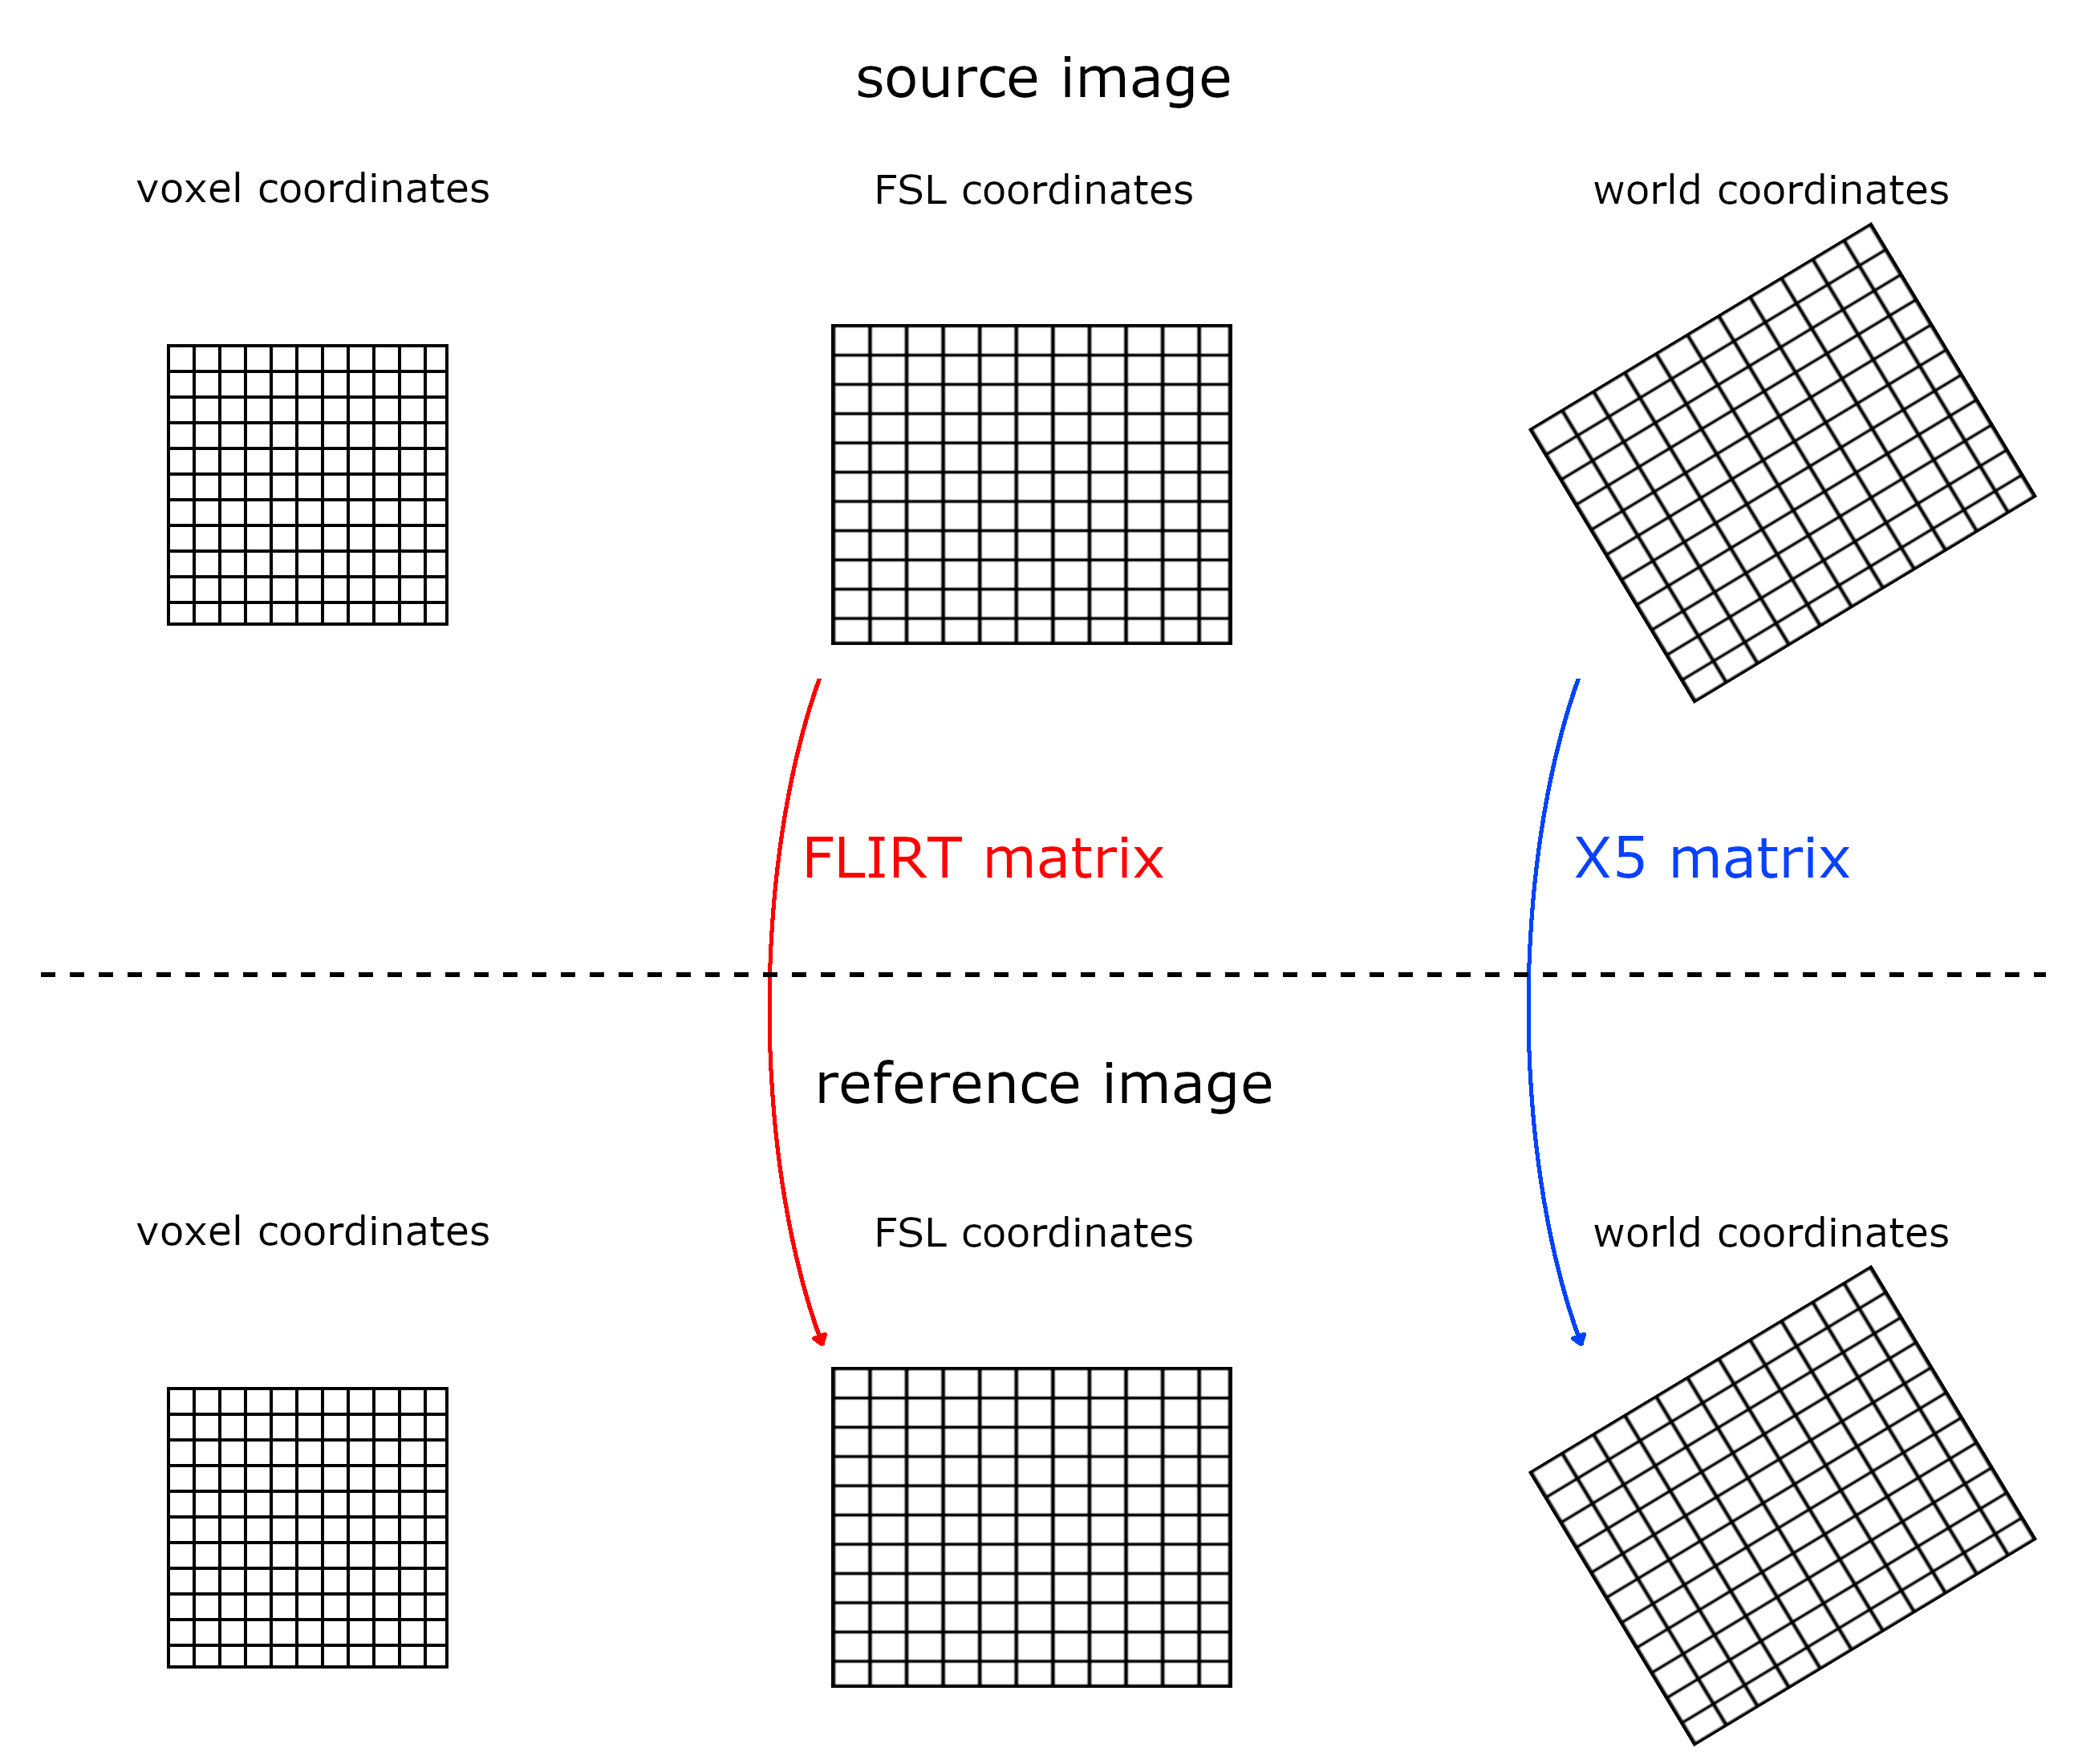 source image
voxel coordinates
FSL coordinates
world coordinates
FLIRT matrix
X5 matrix
reference image
voxel coordinates
FSL coordinates
world coordinates